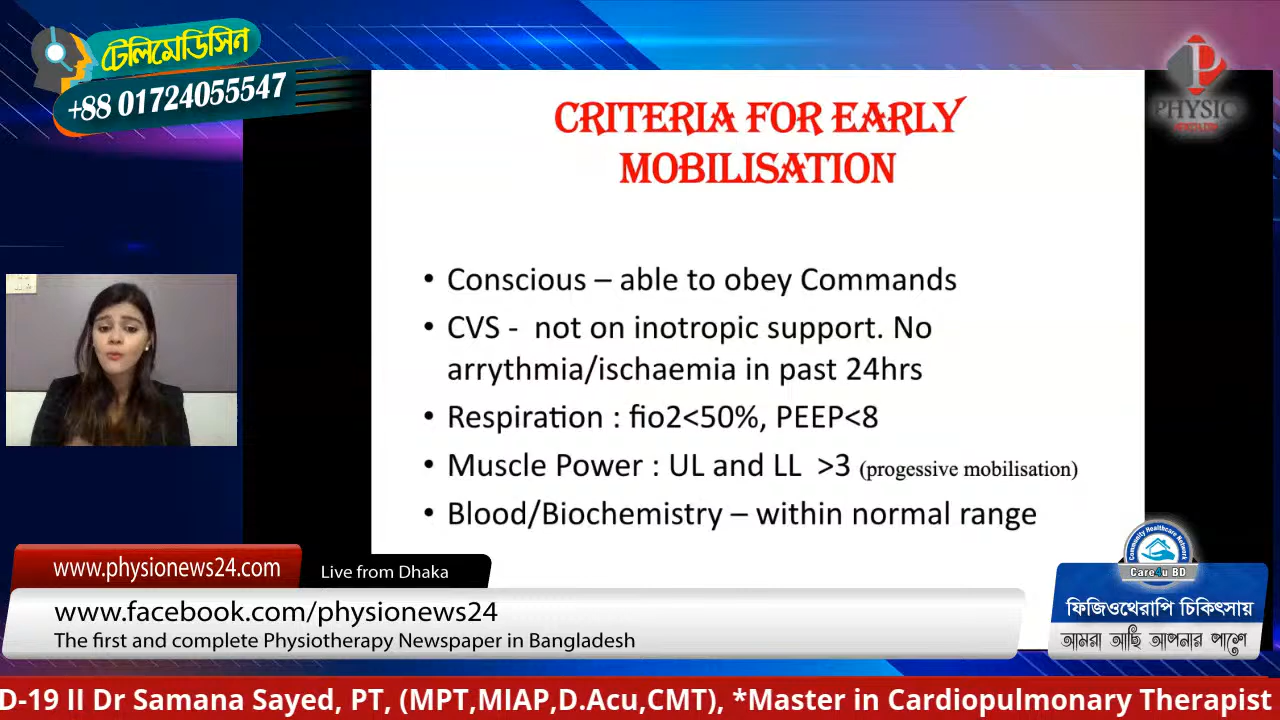 টেলিমেডিসিন
+88 01724055547
PHYSIO
CRITERIA FOR EARLY
MOBILISATION
• Conscious – able to obey Commands
• CVS - not on inotropic support. No
arrythmia/ischaemia in past 24hrs
• Respiration : fio2<50%, PEEP<8
• Muscle Power : UL and LL >3 (progessive mobilisation)
• Blood/Biochemistry – within normal range
www.physionews24.com
Live from Dhaka
www.facebook.com/physionews24
The first and complete Physiotherapy Newspaper in Bangladesh
Community Healthcare Network
Care4u BD
ফিজিওথেরাপি চিকিৎসায়
আমরা আছি আপনার পাশে
D-19 II Dr Samana Sayed, PT, (MPT,MIAP,D.Acu,CMT), *Master in Cardiopulmonary Therapist